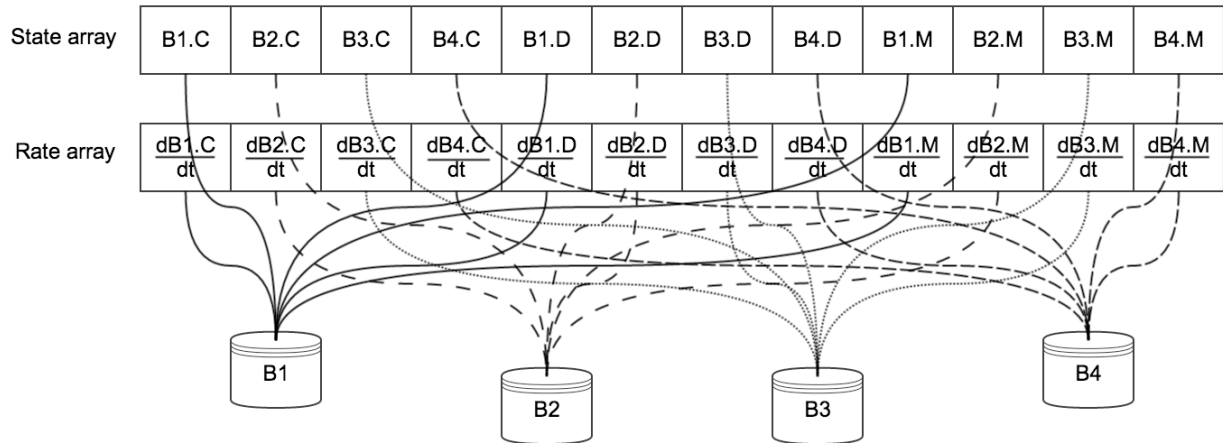 State array B1.C B2.C B3.C B4.C B1.D B2.D B3.D B4.D B1.M B2.M B3.M B4.M
Rate array dB1.C/dt dB2.C/dt dB3.C/dt dB4.C/dt dB1.D/dt dB2.D/dt dB3.D/dt dB4.D/dt dB1.M/dt dB2.M/dt dB3.M/dt dB4.M/dt
B1 B2 B3 B4